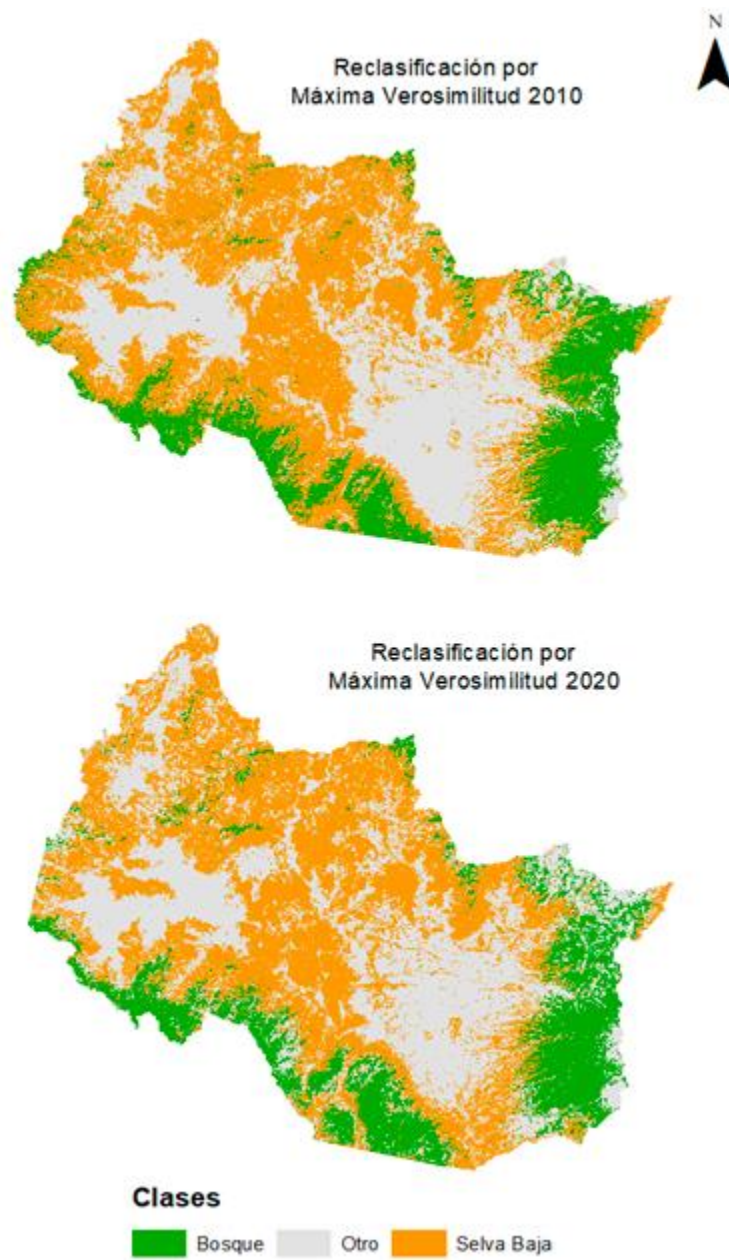 N
Reclasificación por
Máxima Verosimilitud 2010
Reclasificación por
Máxima Verosimilitud 2020
Clases
Bosque Otro Selva Baja